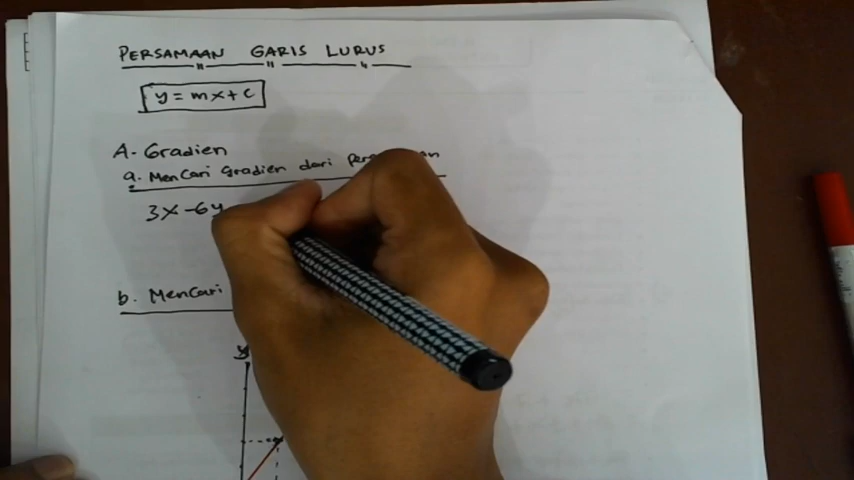 PERSAMAAN GARIS LURUS
y = mx + c
A. Gradien
a. Mencari Gradien dari
3x - 6y
b. Mencari
y